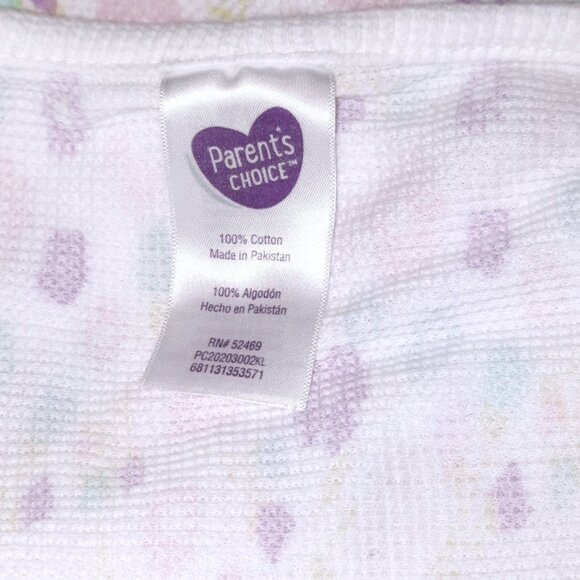 Parent's
CHOICE™
100% Cotton
Made in Pakistan
100% Algodón
Hecho en Pakistán
RN# 52469
PC20203002KL
681131353571